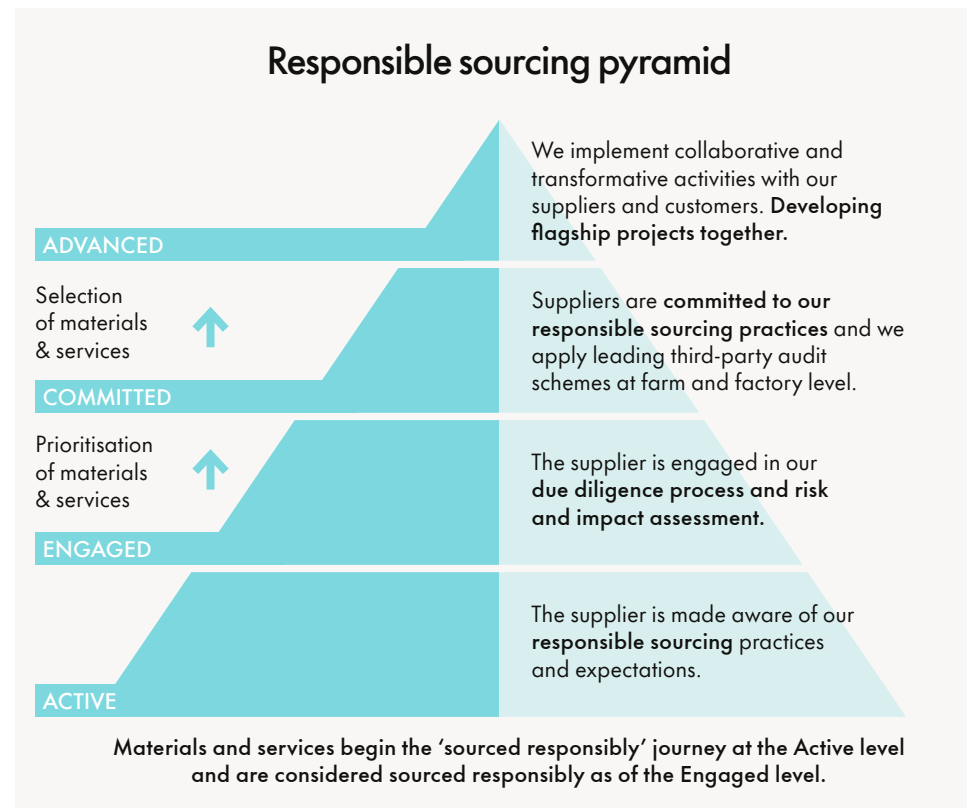 Responsible sourcing pyramid
We implement collaborative and
transformative activities with our
suppliers and customers. Developing
flagship projects together.
ADVANCED
Selection
of materials
& services
Suppliers are committed to our
responsible sourcing practices and we
apply leading third-party audit
schemes at farm and factory level.
COMMITTED
Prioritisation
of materials
& services
The supplier is engaged in our
due diligence process and risk
and impact assessment.
ENGAGED
The supplier is made aware of our
responsible sourcing practices
and expectations.
ACTIVE
Materials and services begin the ‘sourced responsibly’ journey at the Active level
and are considered sourced responsibly as of the Engaged level.